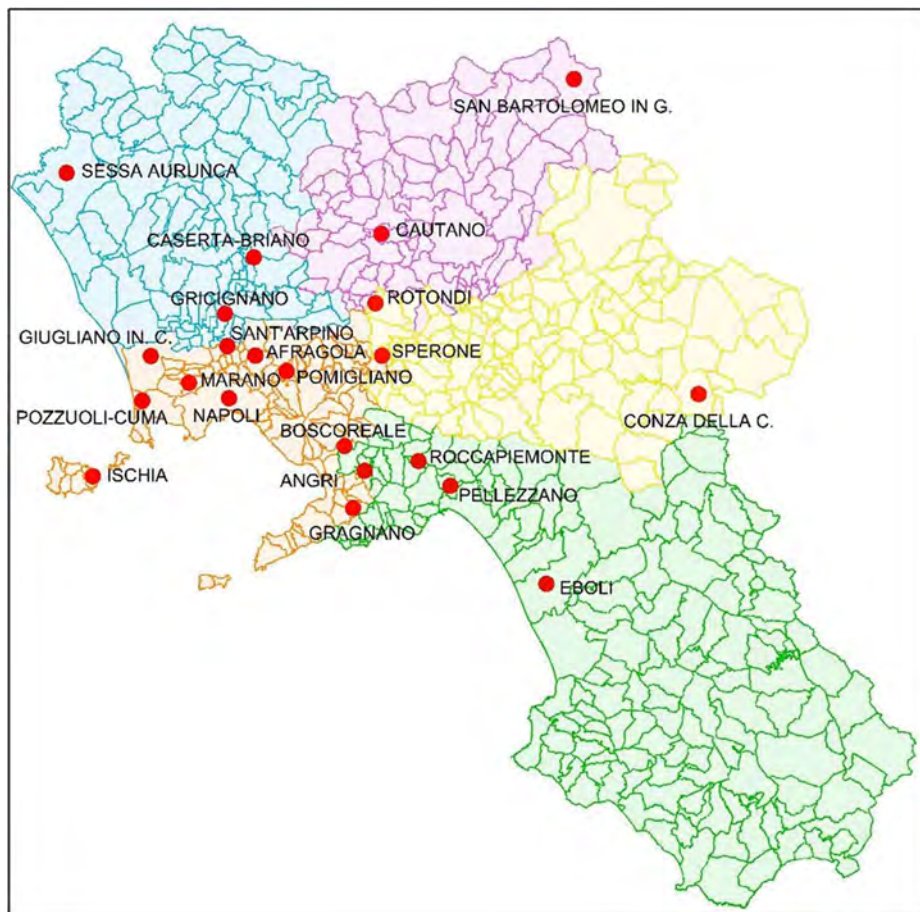 SAN BARTOLOMEO IN G.
SESSA AURUNCA
CAUTANO
CASERTA-BRIANO
GRICIGNANO
ROTONDI
GIUGLIANO IN. C.
SANT'ARPINO
AFRAGOLA
SPERONE
POMIGLIANO
MARANO
POZZUOLI-CUMA
NAPOLI
CONZA DELLA C.
BOSCOREALE
ROCCAPIEMONTE
ISCHIA
ANGRI
PELLEZZANO
GRAGNANO
EBOLI